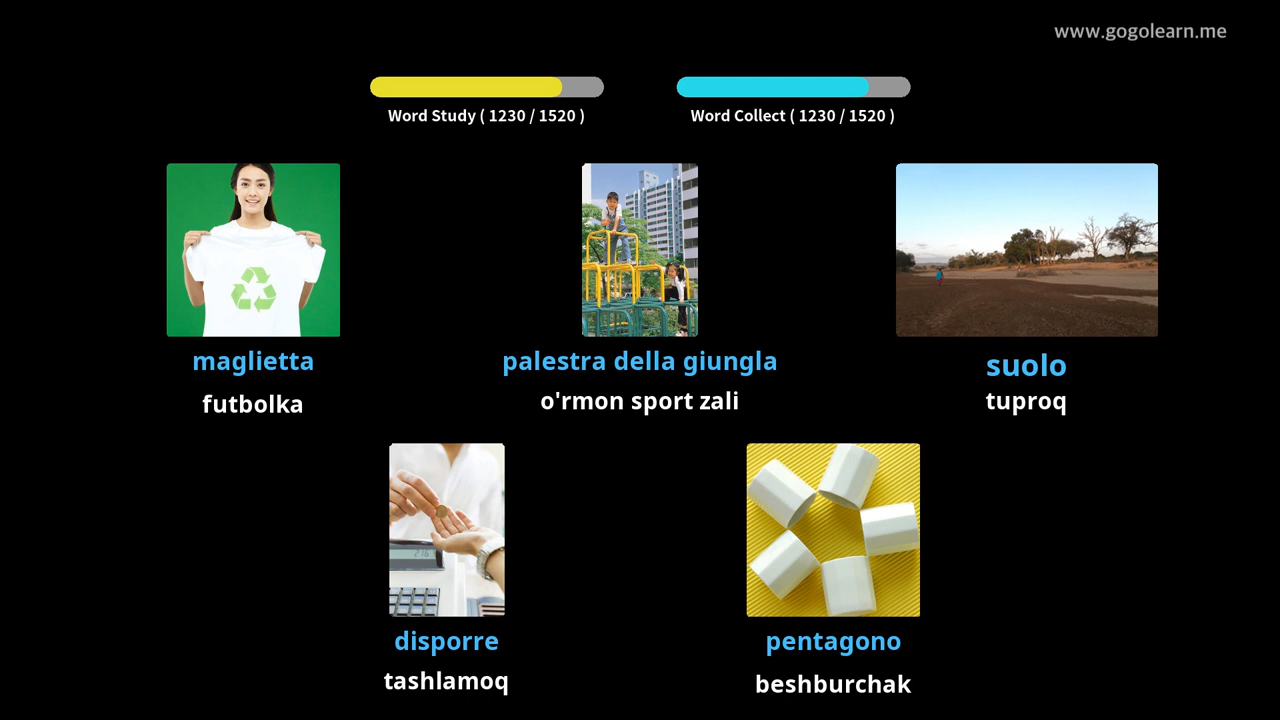 www.gogolearn.me
Word Study ( 1230 / 1520 )
Word Collect ( 1230 / 1520 )
maglietta
futbolka
palestra della giungla
o'rmon sport zali
suolo
tuproq
disporre
tashlamoq
pentagono
beshburchak